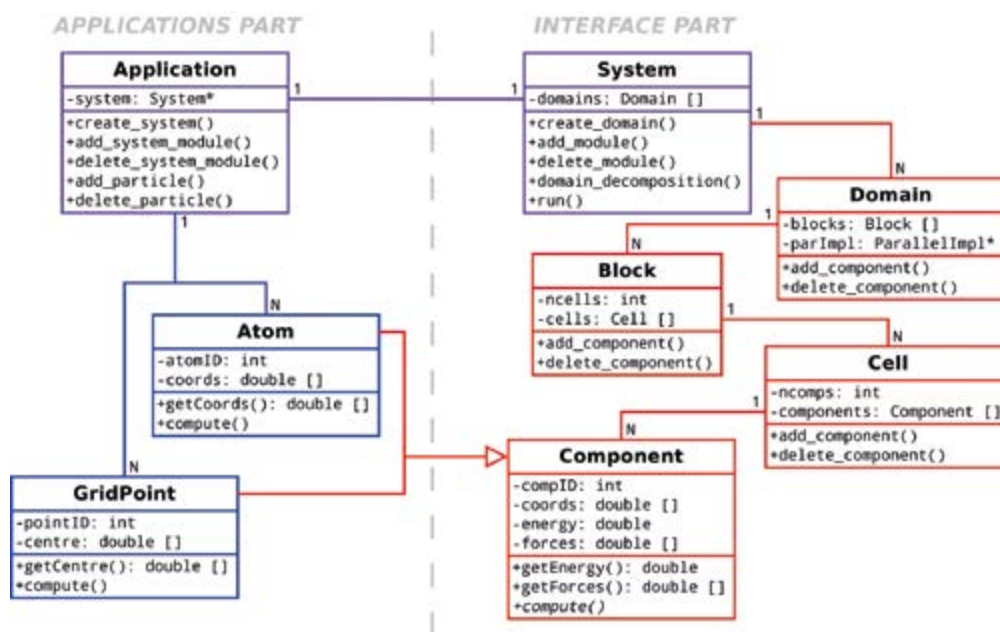 APPLICATIONS PART
INTERFACE PART
Application
-system: System*
+create_system()
+add_system_module()
+delete_system_module()
+add_particle()
+delete_particle()
1
1
System
-domains: Domain []
+create_domain()
+add_module()
+delete_module()
+domain_decomposition()
+run()
1
N
Domain
-blocks: Block []
-parImpl: ParallelImpl*
+add_component()
+delete_component()
1
N
Block
-ncells: int
-cells: Cell []
+add_component()
+delete_component()
1
N
Cell
-ncomps: int
-components: Component []
+add_component()
+delete_component()
1
N
Component
-compID: int
-coords: double []
-energy: double
-forces: double []
+getEnergy(): double
+getForces(): double []
+compute()
1
N
Atom
-atomID: int
-coords: double []
+getCoords(): double []
+compute()
N
GridPoint
-pointID: int
-centre: double []
+getCentre(): double []
+compute()